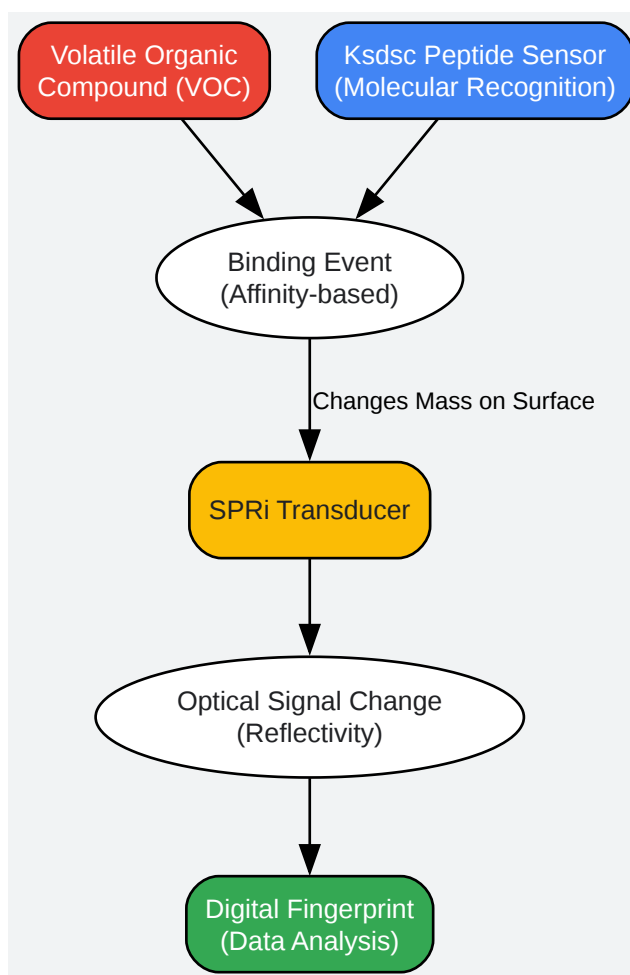 Volatile Organic
Compound (VOC)
Ksdsc Peptide Sensor
(Molecular Recognition)
Binding Event
(Affinity-based)
Changes Mass on Surface
SPRi Transducer
Optical Signal Change
(Reflectivity)
Digital Fingerprint
(Data Analysis)